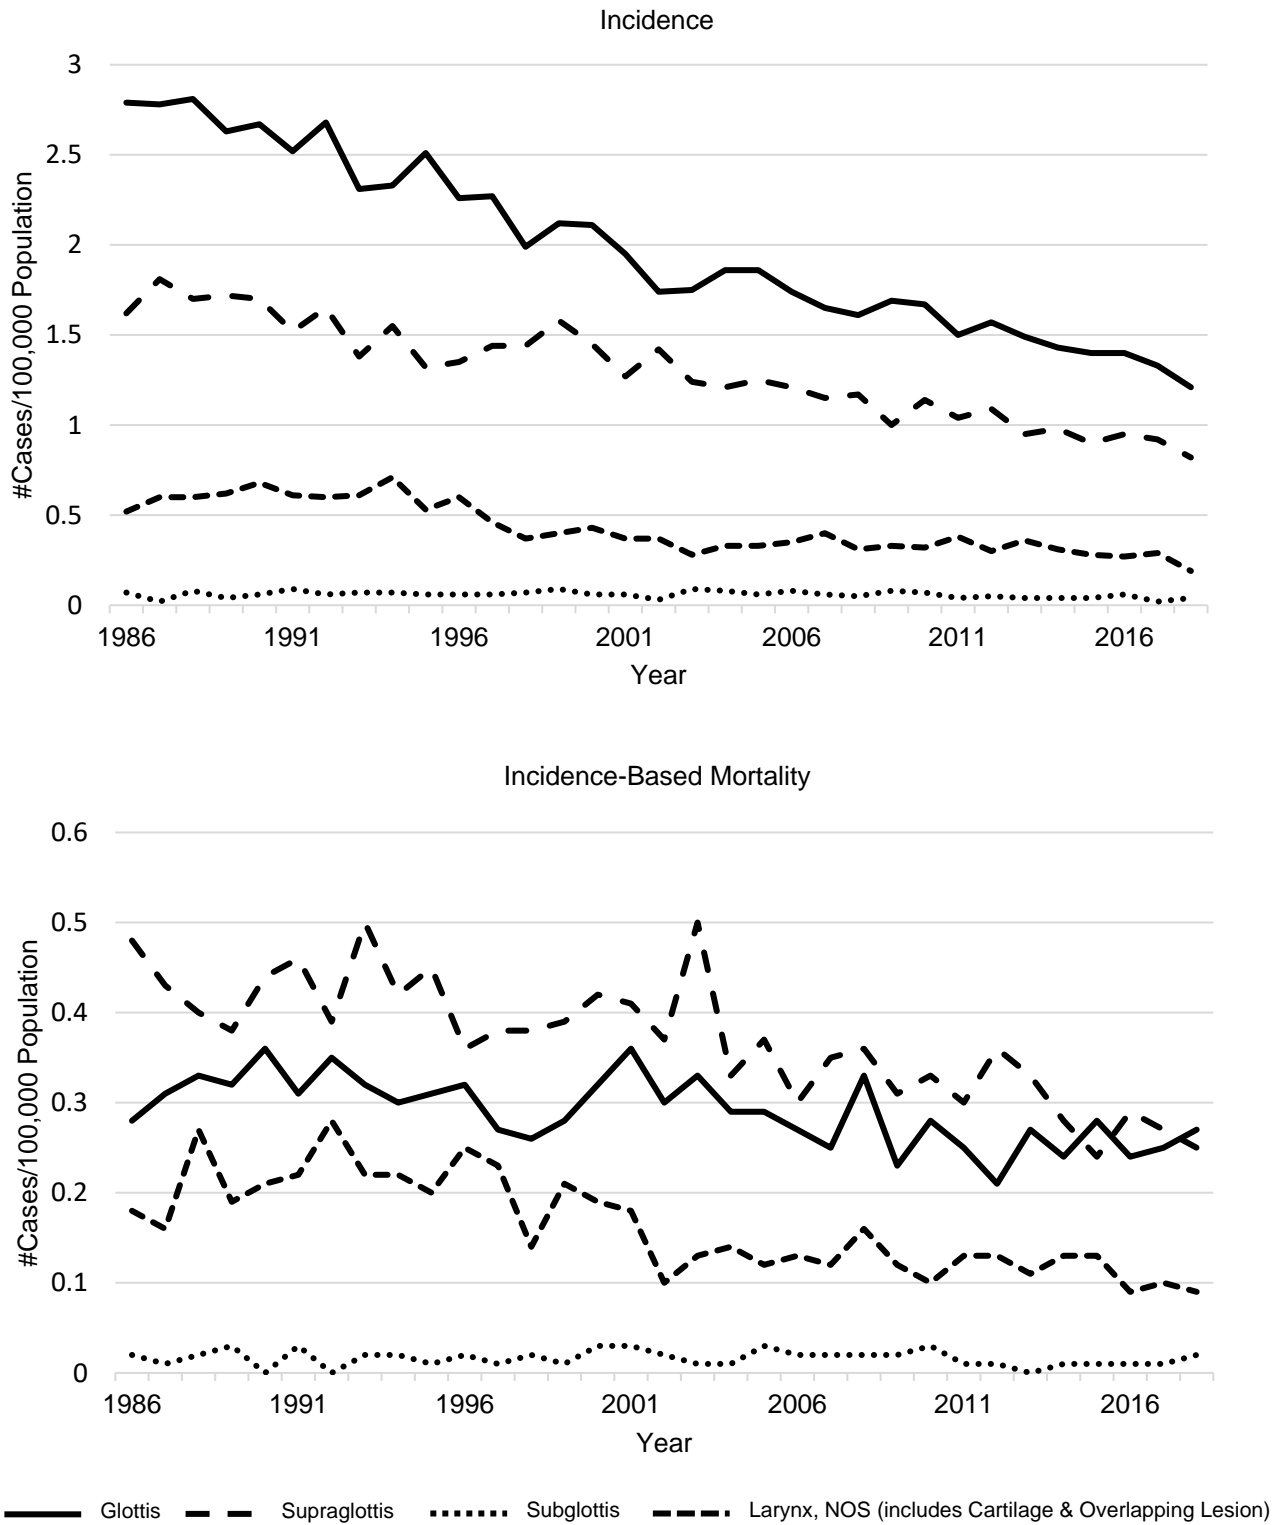 Incidence
3
2.5
2
1.5
1
0.5
0
#Cases/100,000 Population
1986 1991 1996 2001 2006 2011 2016
Year
Incidence-Based Mortality
0.6
0.5
0.4
0.3
0.2
0.1
0
#Cases/100,000 Population
1986 1991 1996 2001 2006 2011 2016
Year
Glottis Supraglottis Subglottis Larynx, NOS (includes Cartilage & Overlapping Lesion)